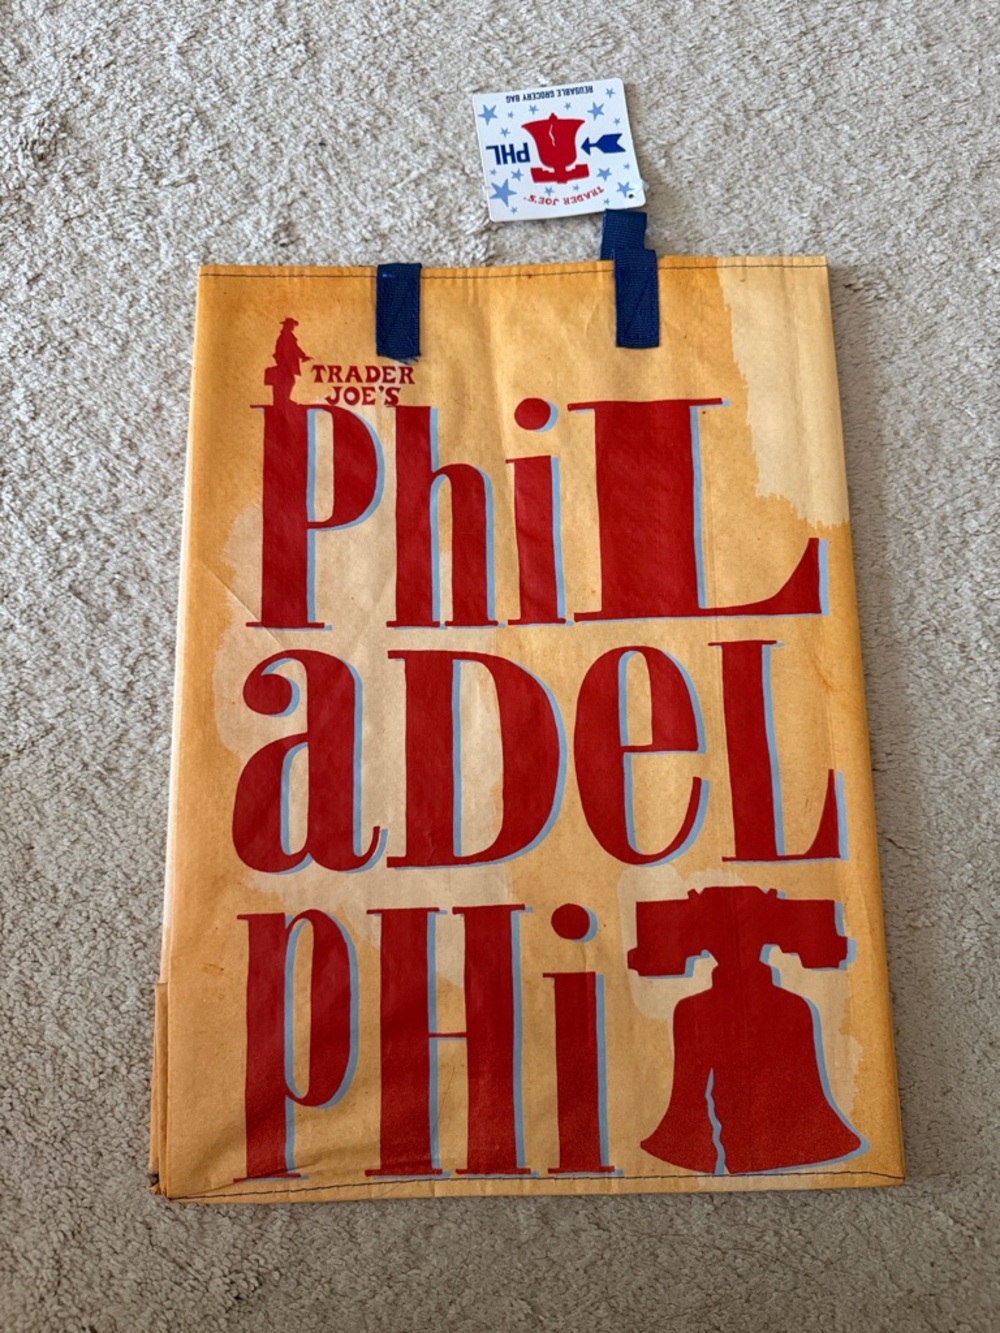 REUSABLE GROCERY BAG
PHL
TRADER JOE'S
TRADER
JOE'S
PhiL
aDeL
PHi